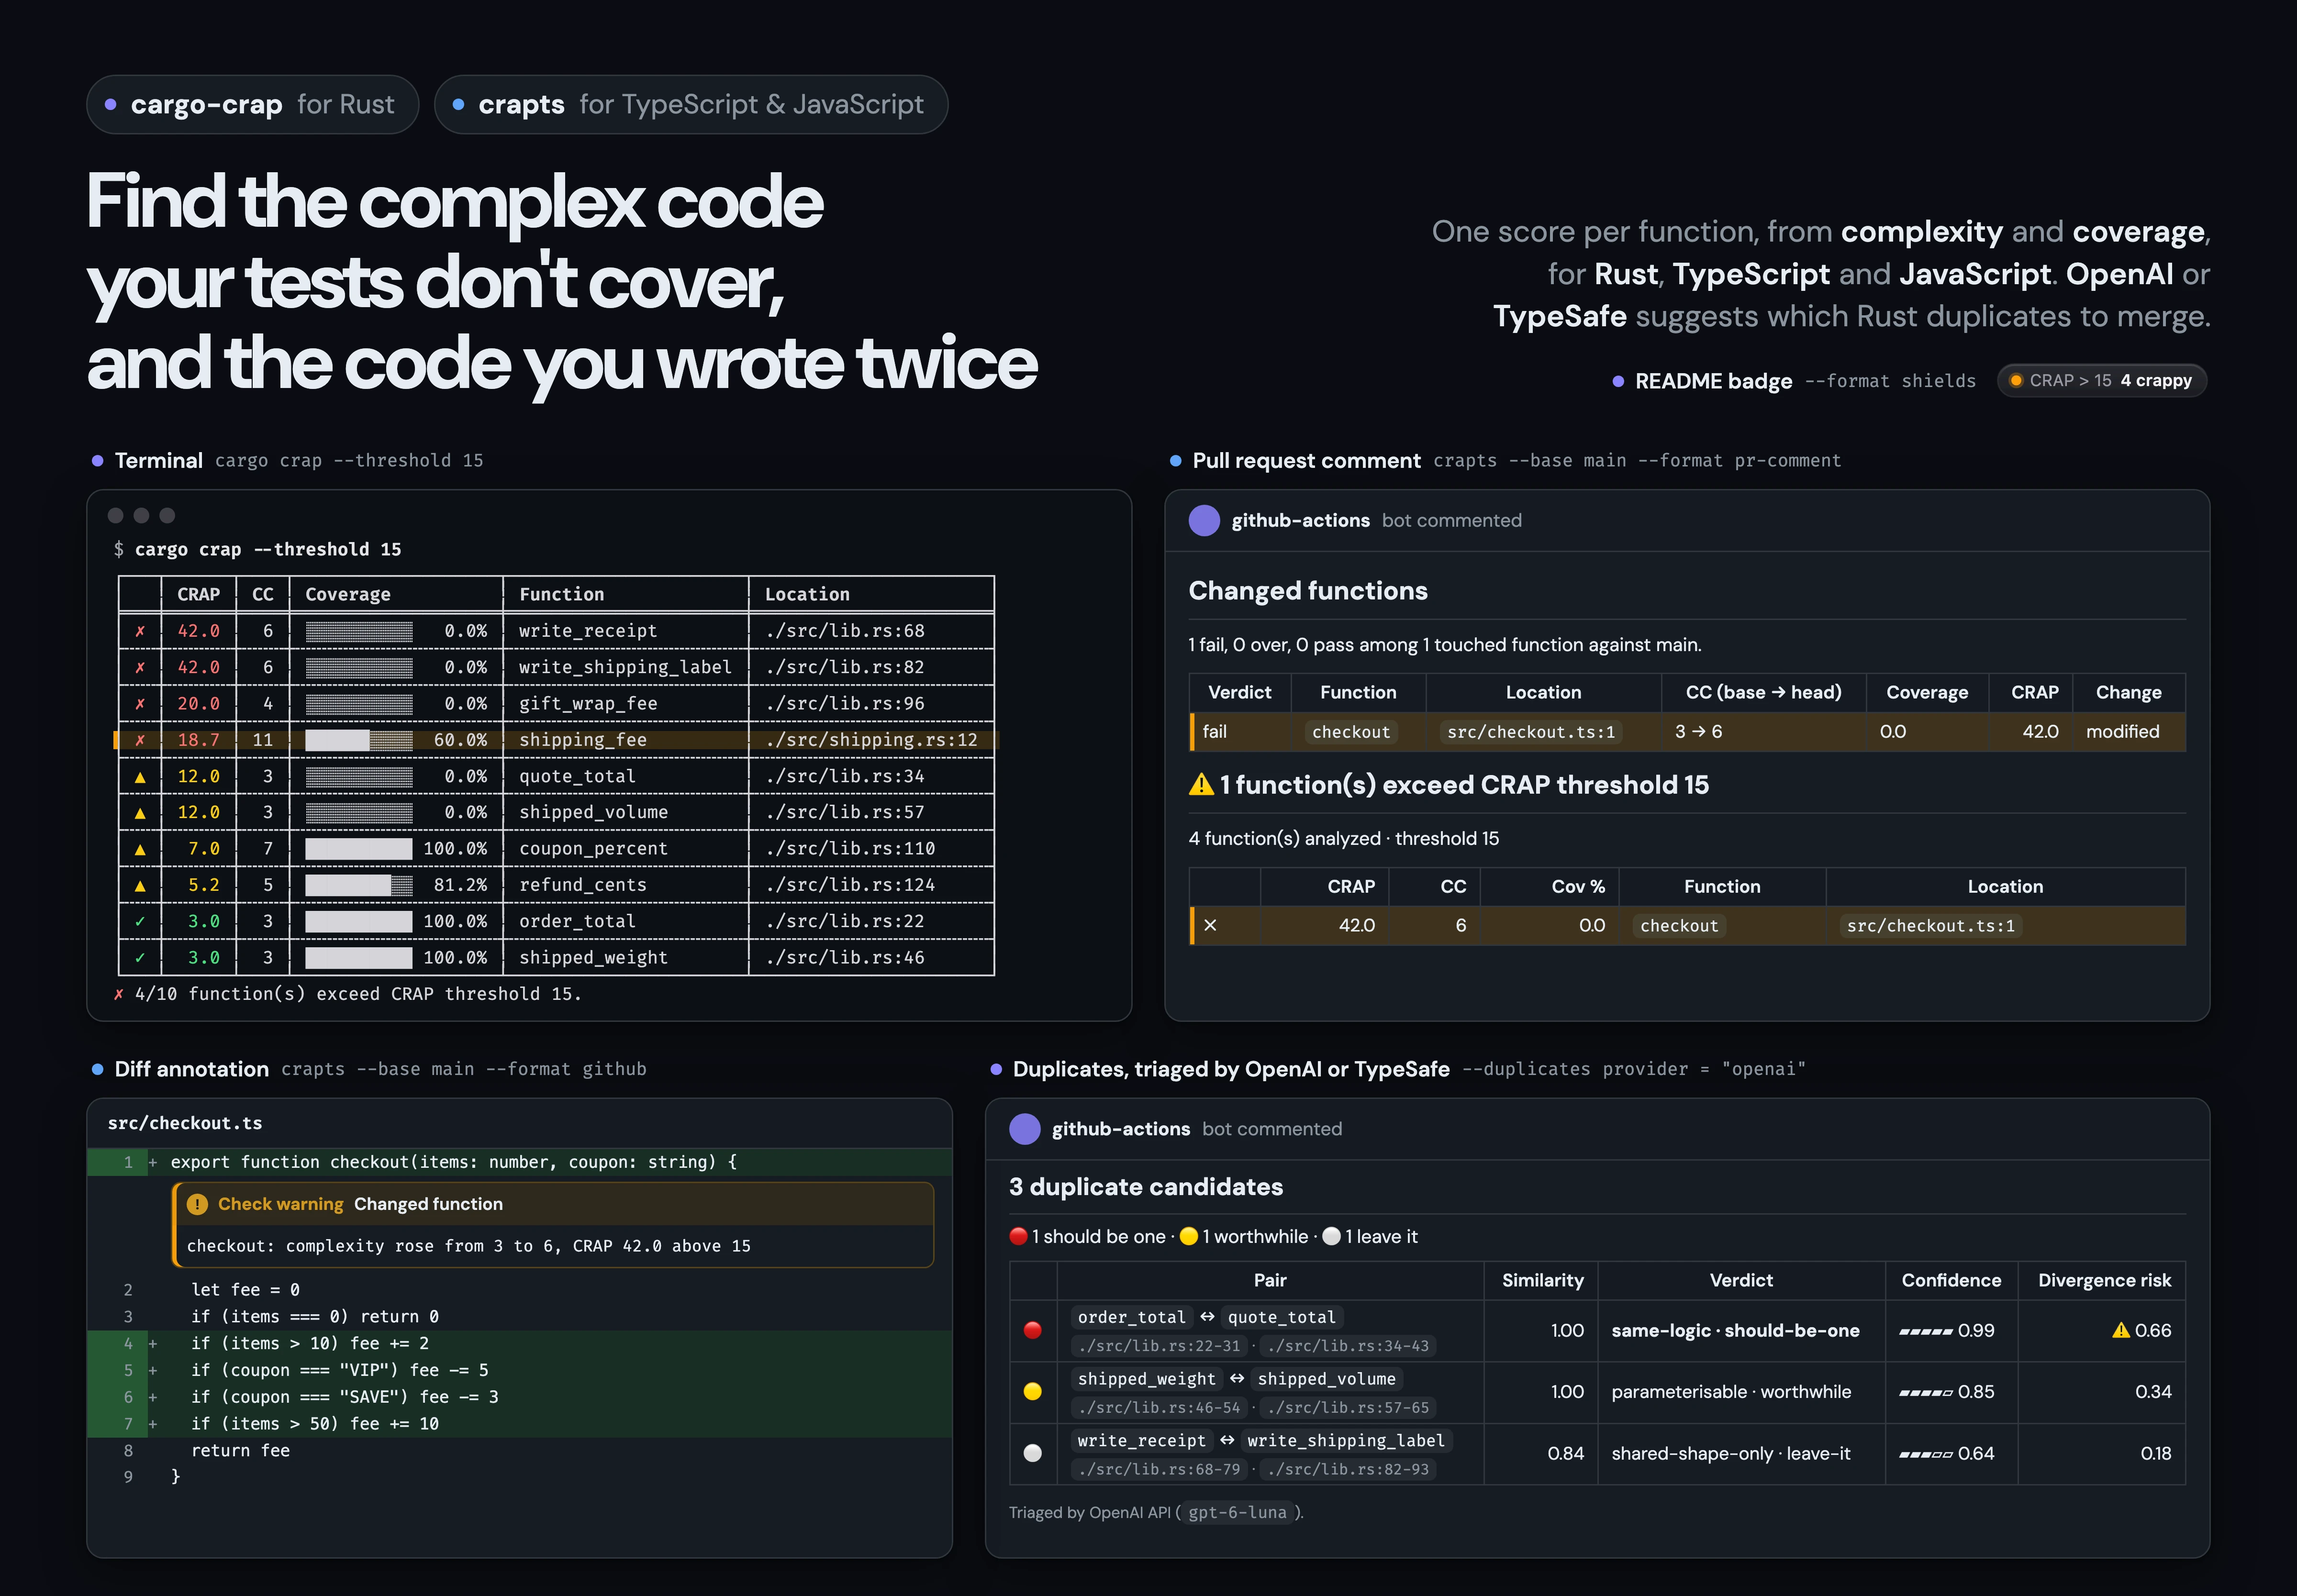 cargo-crap for Rust
crapts for TypeScript & JavaScript
Find the complex code
your tests don't cover,
and the code you wrote twice
One score per function, from complexity and coverage,
for Rust, TypeScript and JavaScript. OpenAI or
TypeSafe suggests which Rust duplicates to merge.
README badge --format shields CRAP > 15 4 crappy
Terminal cargo crap --threshold 15
$ cargo crap --threshold 15
CRAP CC Coverage Function Location
✗ 42.0 6 0.0% write_receipt ./src/lib.rs:68
✗ 42.0 6 0.0% write_shipping_label ./src/lib.rs:82
✗ 20.0 4 0.0% gift_wrap_fee ./src/lib.rs:96
✗ 18.7 11 60.0% shipping_fee ./src/shipping.rs:12
▲ 12.0 3 0.0% quote_total ./src/lib.rs:34
▲ 12.0 3 0.0% shipped_volume ./src/lib.rs:57
▲ 7.0 7 100.0% coupon_percent ./src/lib.rs:110
▲ 5.2 5 81.2% refund_cents ./src/lib.rs:124
✓ 3.0 3 100.0% order_total ./src/lib.rs:22
✓ 3.0 3 100.0% shipped_weight ./src/lib.rs:46
✗ 4/10 function(s) exceed CRAP threshold 15.
Pull request comment crapts --base main --format pr-comment
github-actions bot commented
Changed functions
1 fail, 0 over, 0 pass among 1 touched function against main.
Verdict Function Location CC (base → head) Coverage CRAP Change
fail checkout src/checkout.ts:1 3 → 6 0.0 42.0 modified
⚠️ 1 function(s) exceed CRAP threshold 15
4 function(s) analyzed · threshold 15
CRAP CC Cov % Function Location
✕ 42.0 6 0.0 checkout src/checkout.ts:1
Diff annotation crapts --base main --format github
src/checkout.ts
1 + export function checkout(items: number, coupon: string) {
! Check warning Changed function
checkout: complexity rose from 3 to 6, CRAP 42.0 above 15
2 let fee = 0
3 if (items === 0) return 0
4 + if (items > 10) fee += 2
5 + if (coupon === "VIP") fee -= 5
6 + if (coupon === "SAVE") fee -= 3
7 + if (items > 50) fee += 10
8 return fee
9 }
Duplicates, triaged by OpenAI or TypeSafe --duplicates provider = "openai"
github-actions bot commented
3 duplicate candidates
🔴 1 should be one · 🟡 1 worthwhile · ⚪ 1 leave it
Pair Similarity Verdict Confidence Divergence risk
🔴 order_total ↔ quote_total 1.00 same-logic · should-be-one ▰▰▰▰▰ 0.99 ⚠️ 0.66
./src/lib.rs:22-31 · ./src/lib.rs:34-43
🟡 shipped_weight ↔ shipped_volume 1.00 parameterisable · worthwhile ▰▰▰▰▱ 0.85 0.34
./src/lib.rs:46-54 · ./src/lib.rs:57-65
⚪ write_receipt ↔ write_shipping_label 0.84 shared-shape-only · leave-it ▰▰▰▱▱ 0.64 0.18
./src/lib.rs:68-79 · ./src/lib.rs:82-93
Triaged by OpenAI API (gpt-6-luna).